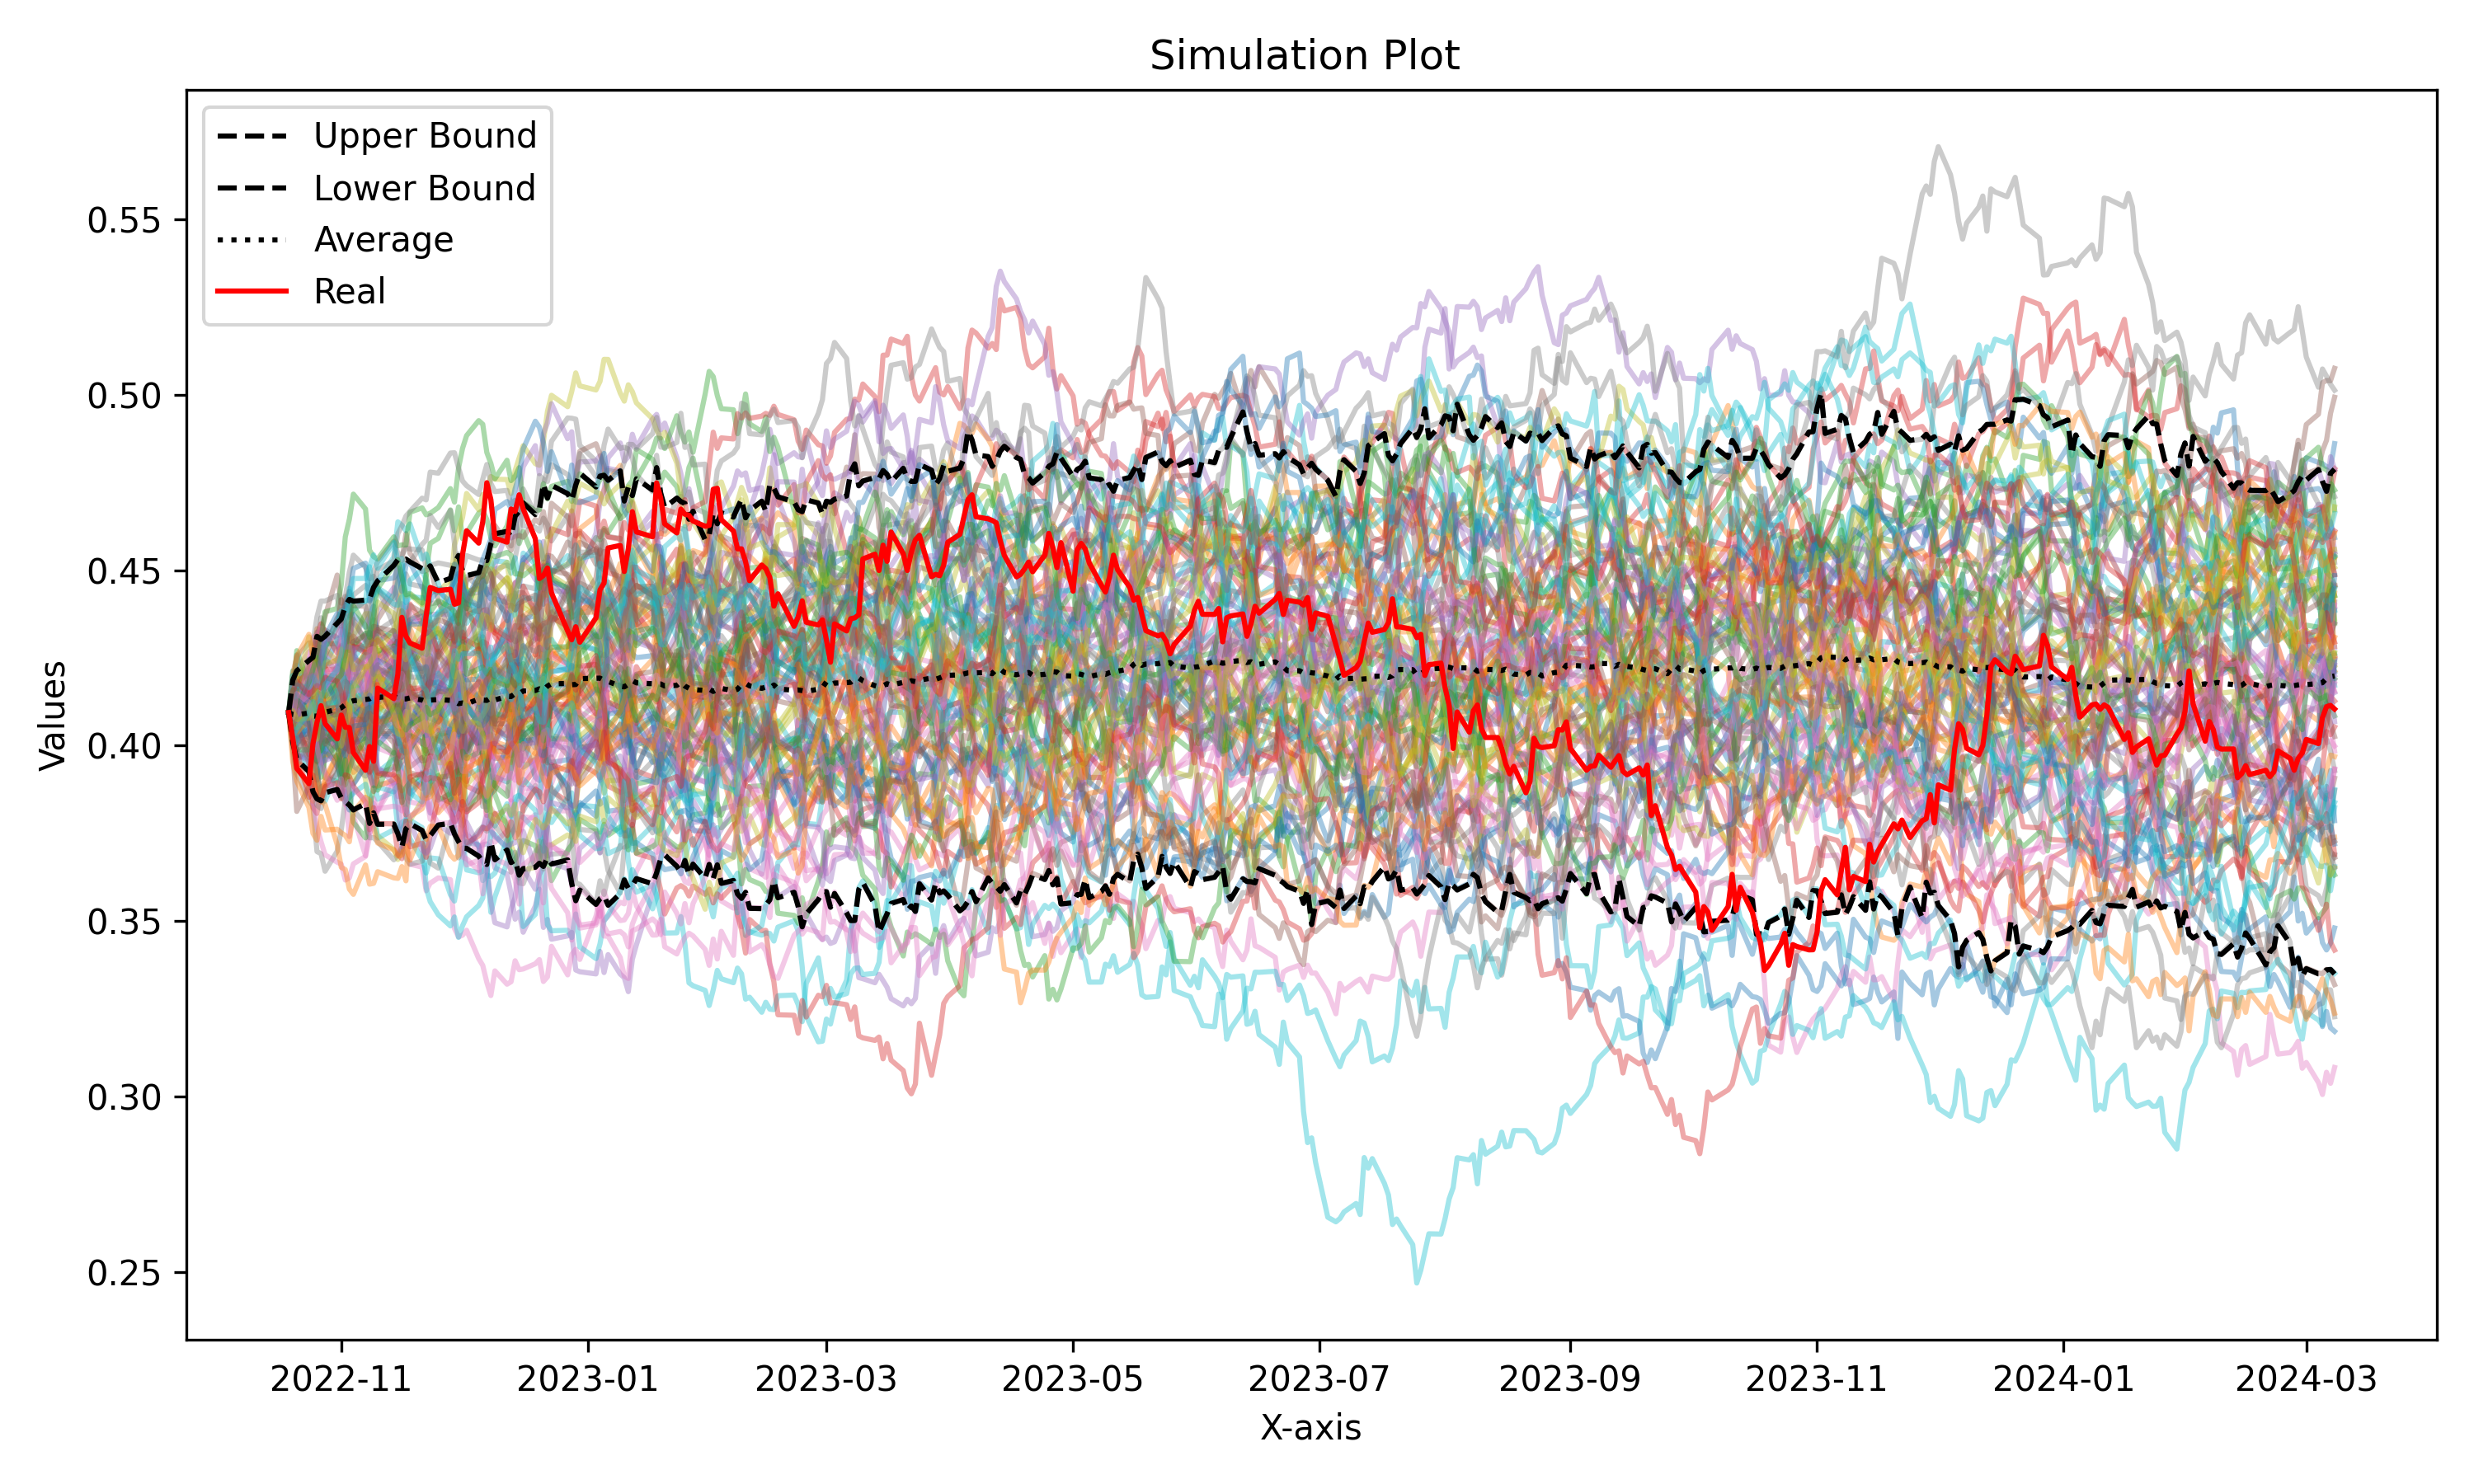 Simulation Plot
Upper Bound
Lower Bound
Average
Real
0.55
0.50
0.45
0.40
0.35
0.30
0.25
Values
2022-11
2023-01
2023-03
2023-05
2023-07
2023-09
2023-11
2024-01
2024-03
X-axis